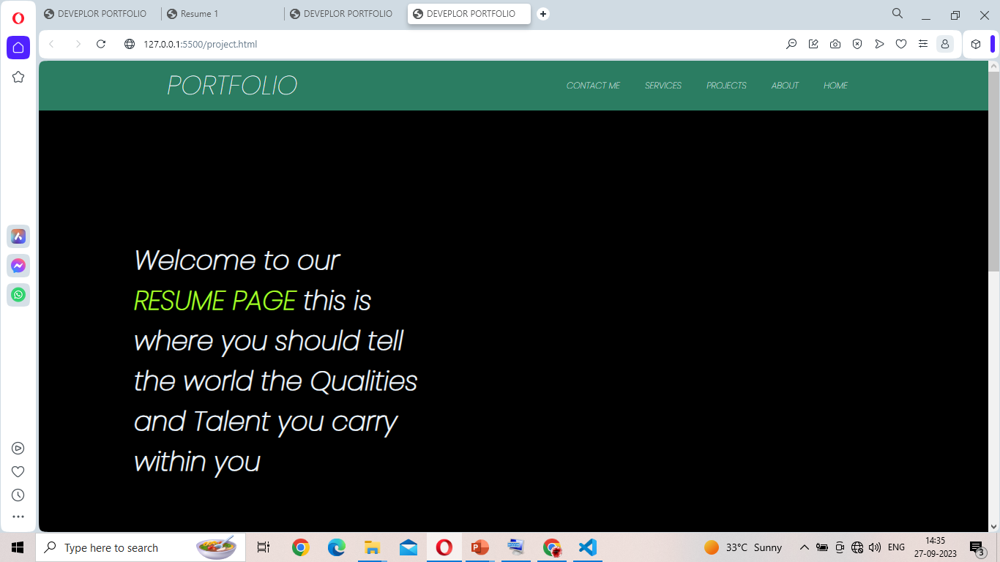 DEVEPLOR PORTFOLIO
Resume 1
DEVEPLOR PORTFOLIO
DEVEPLOR PORTFOLIO
127.0.0.1:5500/project.html
PORTFOLIO
CONTACT ME
SERVICES
PROJECTS
ABOUT
HOME
Welcome to our
RESUME PAGE this is
where you should tell
the world the Qualities
and Talent you carry
within you
Type here to search
33°C Sunny
ENG
14:35
27-09-2023
3